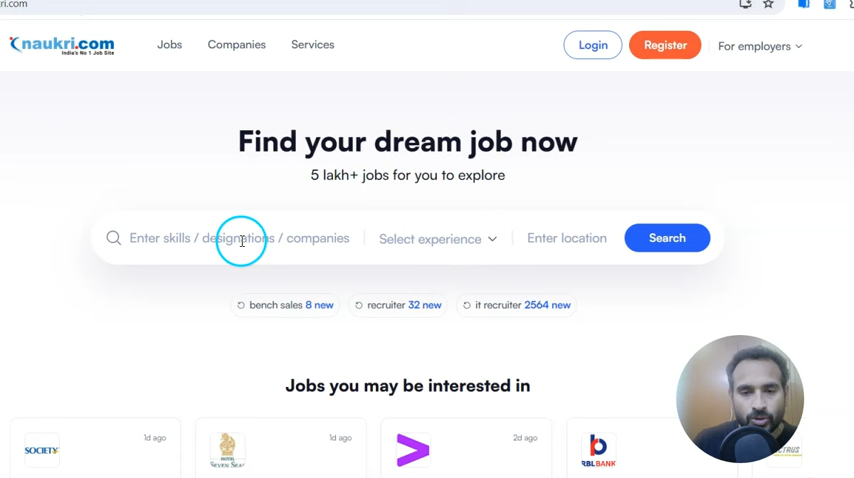 ri.com
naukri.com
India's No 1 Job Site
Jobs
Companies
Services
Login
Register
For employers
Find your dream job now
5 lakh+ jobs for you to explore
Enter skills / designations / companies
Select experience
Enter location
Search
bench sales 8 new
recruiter 32 new
it recruiter 2564 new
Jobs you may be interested in
1d ago
1d ago
2d ago
SOCIETY
HOTEL
SEVEN SEAS
RBLBANK